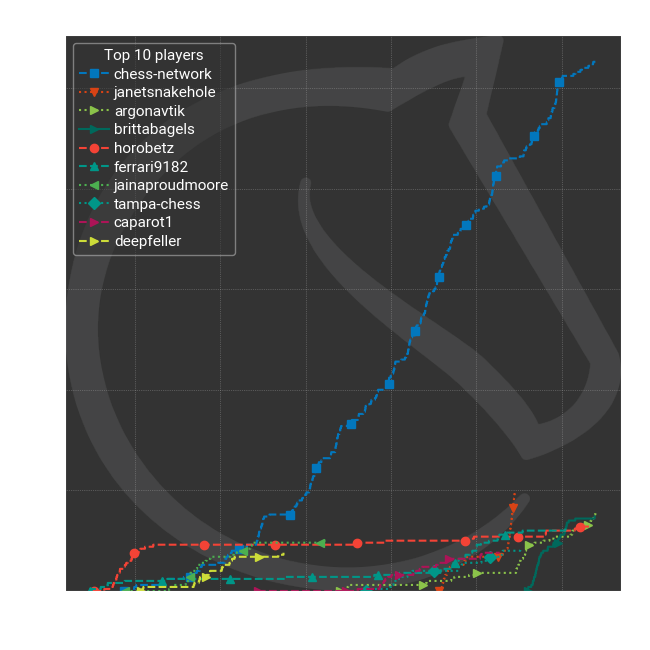 Top 10 players
chess-network
janetsnakehole
argonavtik
brittabagels
horobetz
ferrari9182
jainaproudmoore
tampa-chess
caparot1
deepfeller